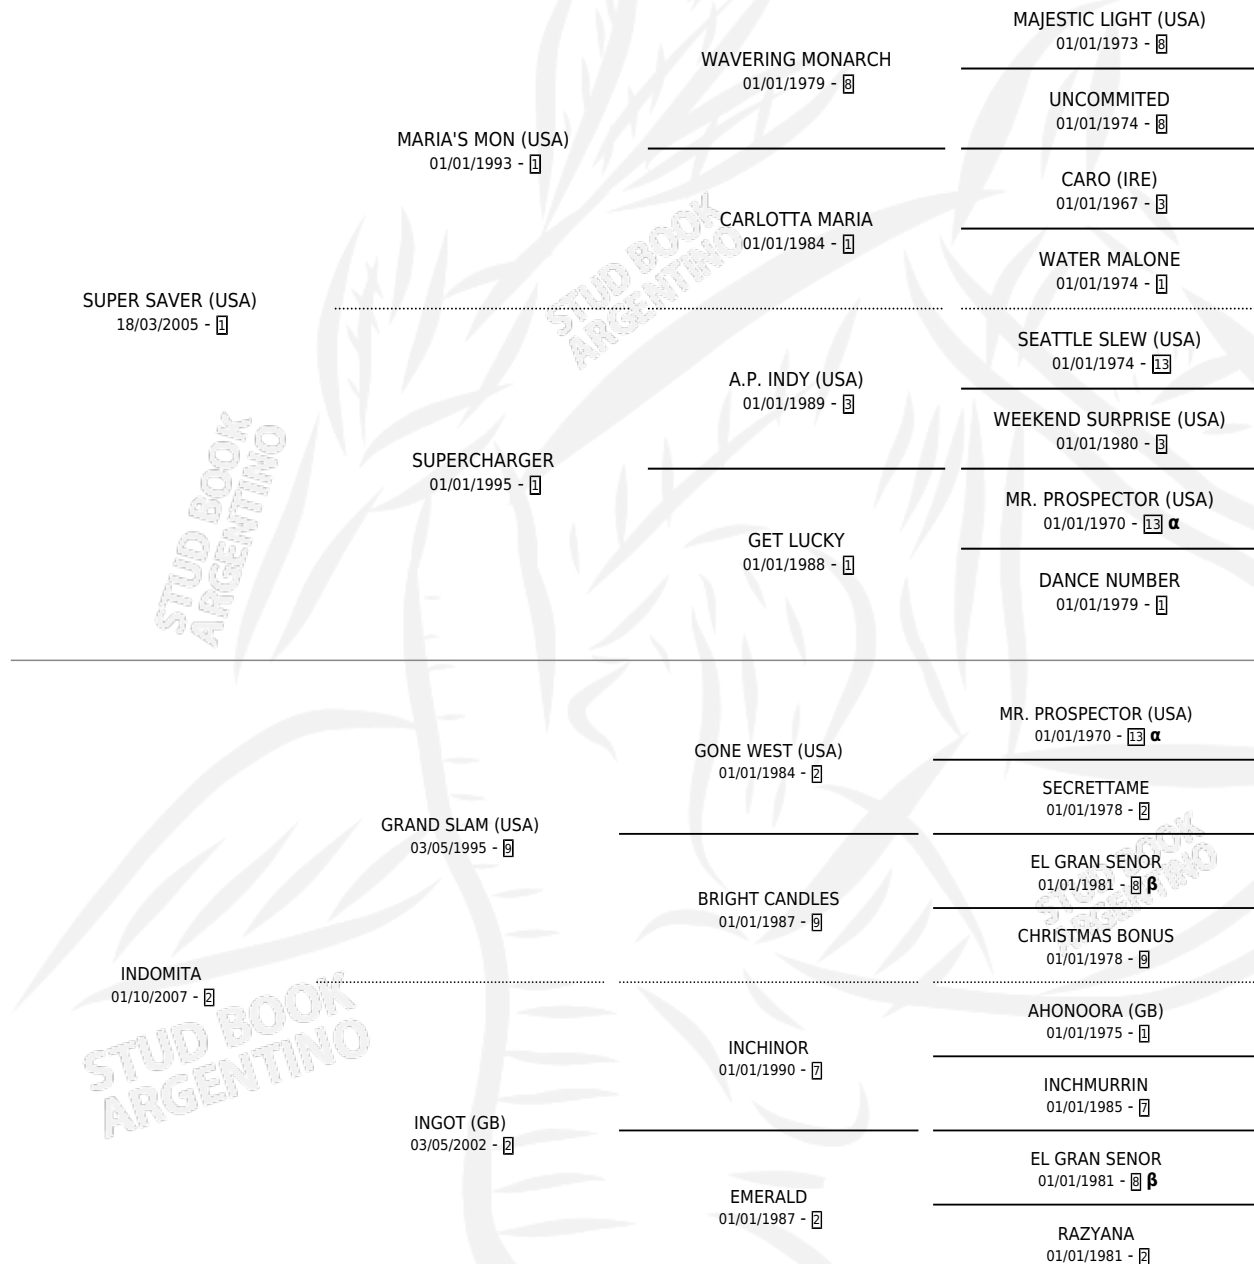 MAJESTIC LIGHT (USA)
01/01/1973 - 8
WAVERING MONARCH
01/01/1979 - 8
UNCOMMITED
01/01/1974 - 8
MARIA'S MON (USA)
01/01/1993 - 1
CARO (IRE)
01/01/1967 - 3
CARLOTTA MARIA
01/01/1984 - 1
WATER MALONE
01/01/1974 - 1
SUPER SAVER (USA)
18/03/2005 - 1
STUD BOOK
ARGENTINO
SEATTLE SLEW (USA)
01/01/1974 - 13
A.P. INDY (USA)
01/01/1989 - 3
WEEKEND SURPRISE (USA)
01/01/1980 - 3
SUPERCHARGER
01/01/1995 - 1
MR. PROSPECTOR (USA)
01/01/1970 - 13 α
GET LUCKY
01/01/1988 - 1
DANCE NUMBER
01/01/1979 - 1
STUD BOOK
ARGENTINO
MR. PROSPECTOR (USA)
01/01/1970 - 13 α
GONE WEST (USA)
01/01/1984 - 2
SECRETTAME
01/01/1978 - 2
GRAND SLAM (USA)
03/05/1995 - 9
EL GRAN SENOR
01/01/1981 - 8 β
BRIGHT CANDLES
01/01/1987 - 9
CHRISTMAS BONUS
01/01/1978 - 9
STUD BOOK
ARGENTINO
INDOMITA
01/10/2007 - 2
STUD BOOK
ARGENTINO
AHONOORA (GB)
01/01/1975 - 1
INCHINOR
01/01/1990 - 7
INCHMURRIN
01/01/1985 - 7
INGOT (GB)
03/05/2002 - 2
EL GRAN SENOR
01/01/1981 - 8 β
EMERALD
01/01/1987 - 2
RAZYANA
01/01/1981 - 2